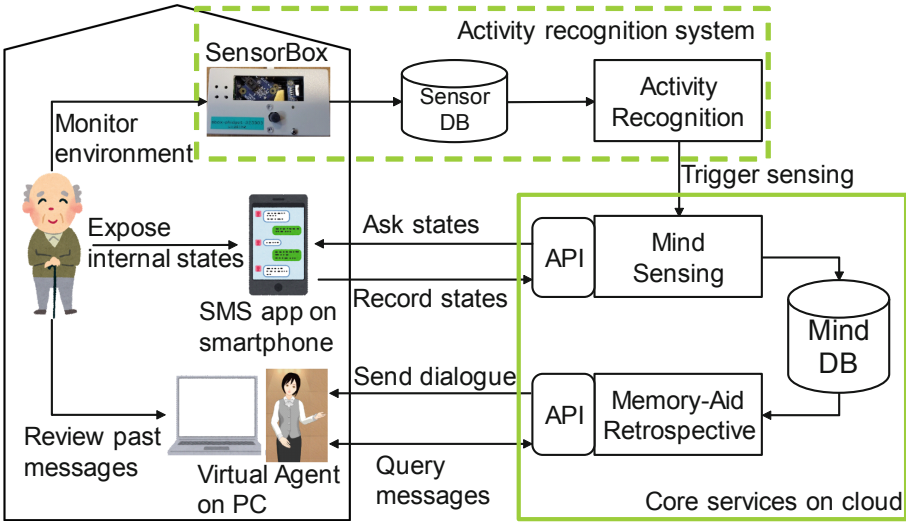 Activity recognition system
SensorBox
Sensor
DB
Activity
Recognition
Monitor
environment
Trigger sensing
Expose
internal states
Ask states
API
Mind
Sensing
Record states
SMS app on
smartphone
Mind
DB
Send dialogue
API
Memory-Aid
Retrospective
Review past
messages
Virtual Agent
on PC
Query
messages
Core services on cloud